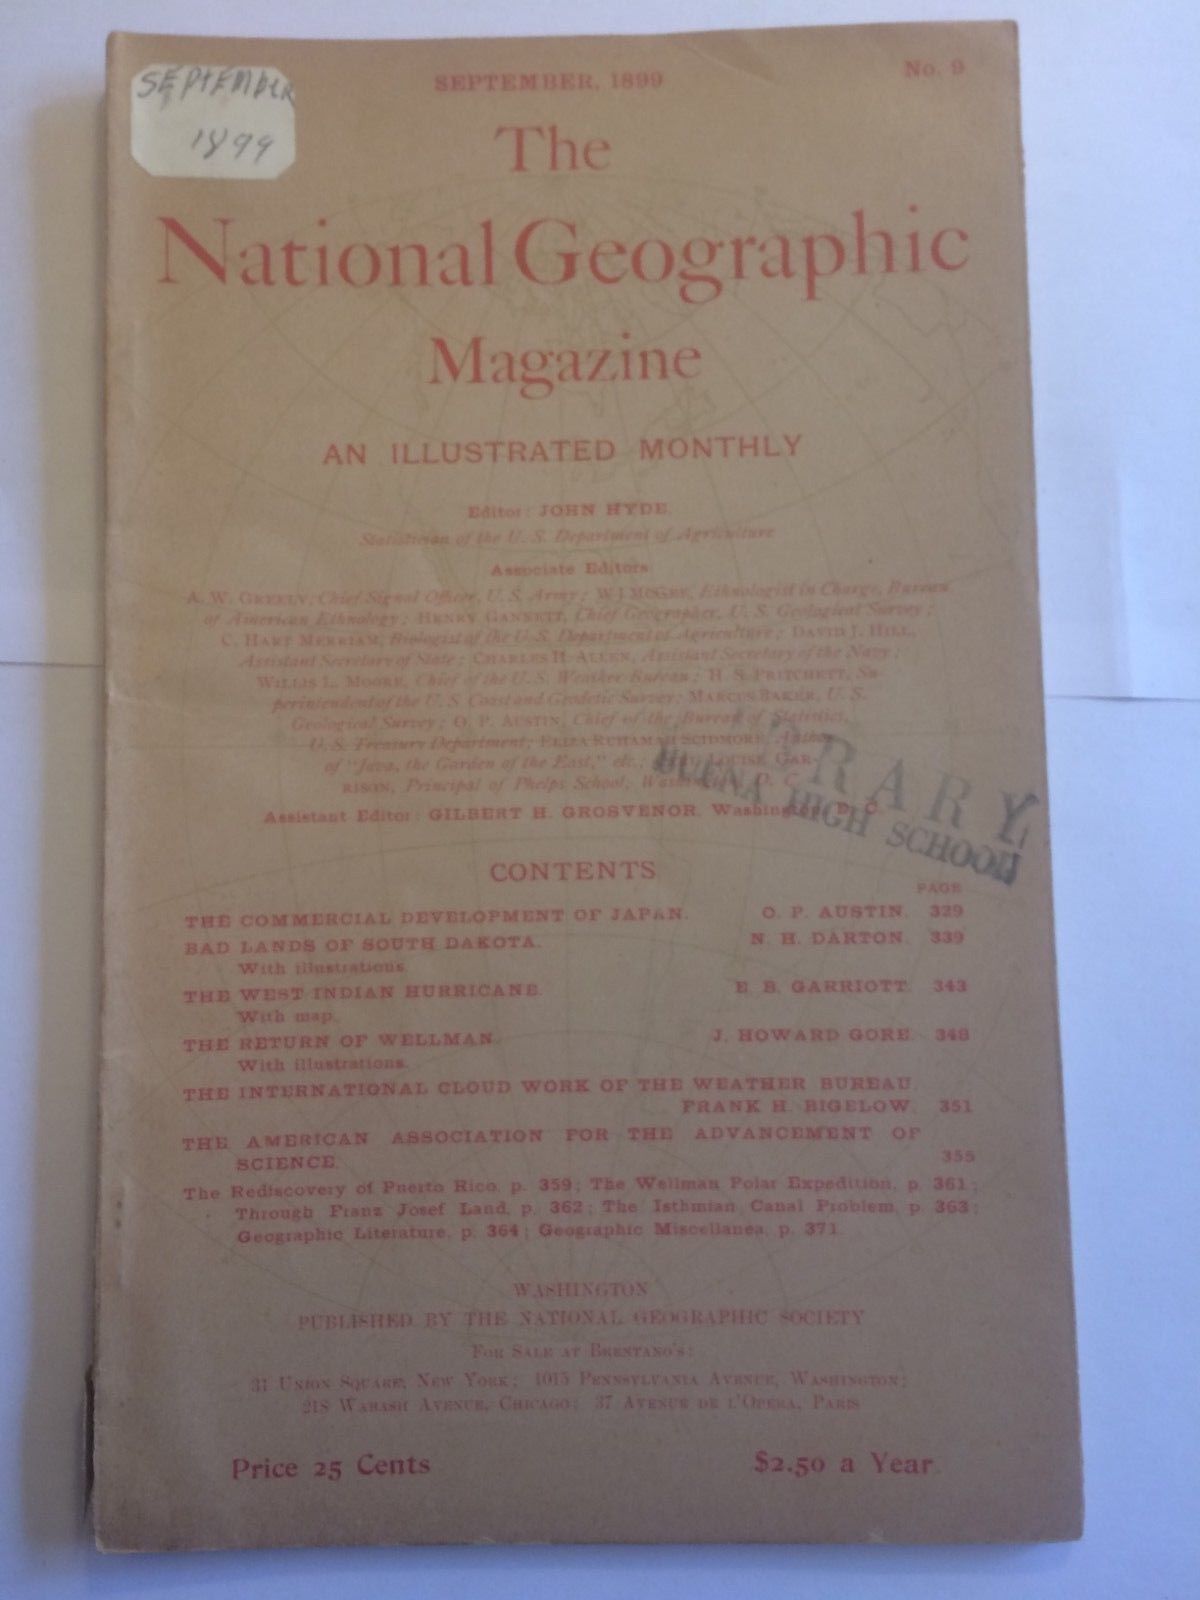 SEPTEMBER
1899
SEPTEMBER, 1899
No. 9
The
National Geographic
Magazine
AN ILLUSTRATED MONTHLY
Editor: JOHN HYDE,
Statistician of the U. S. Department of Agriculture
Associate Editors
A. W. GREELY, Chief Signal Officer, U. S. Army; W J MCGEE, Ethnologist in Charge, Bureau
of American Ethnology; HENRY GANNETT, Chief Geographer, U. S. Geological Survey;
C. HART MERRIAM, Biologist of the U. S. Department of Agriculture; DAVID J. HILL,
Assistant Secretary of State; CHARLES H. ALLEN, Assistant Secretary of the Navy;
WILLIS L. MOORE, Chief of the U. S. Weather Bureau; H. S. PRITCHETT, Su-
perintendent of the U. S. Coast and Geodetic Survey; MARCUS BAKER, U. S.
Geological Survey; O. P. AUSTIN, Chief of the Bureau of Statistics,
U. S. Treasury Department; ELIZA RUHAMAH SCIDMORE, Author
of "Java, the Garden of the East," etc.; LOUISE GAR-
RISON, Principal of Phelps School, Washington, D. C.
Assistant Editor: GILBERT H. GROSVENOR, Washington, D. C.
BRARY
BUENA HIGH SCHOOL
CONTENTS
PAGE
THE COMMERCIAL DEVELOPMENT OF JAPAN. O. P. AUSTIN. 329
BAD LANDS OF SOUTH DAKOTA. N. H. DARTON. 339
With illustrations.
THE WEST INDIAN HURRICANE. E. B. GARRIOTT. 343
With map.
THE RETURN OF WELLMAN. J. HOWARD GORE. 348
With illustrations.
THE INTERNATIONAL CLOUD WORK OF THE WEATHER BUREAU.
FRANK H. BIGELOW. 351
THE AMERICAN ASSOCIATION FOR THE ADVANCEMENT OF
SCIENCE. 355
The Rediscovery of Puerto Rico, p. 359; The Wellman Polar Expedition, p. 361;
Through Franz Josef Land, p. 362; The Isthmian Canal Problem, p. 363;
Geographic Literature, p. 364; Geographic Miscellanea, p. 371.
WASHINGTON
PUBLISHED BY THE NATIONAL GEOGRAPHIC SOCIETY
FOR SALE AT BRENTANO'S:
31 UNION SQUARE, NEW YORK; 1015 PENNSYLVANIA AVENUE, WASHINGTON;
218 WABASH AVENUE, CHICAGO; 37 AVENUE DE L'OPERA, PARIS
Price 25 Cents
$2.50 a Year